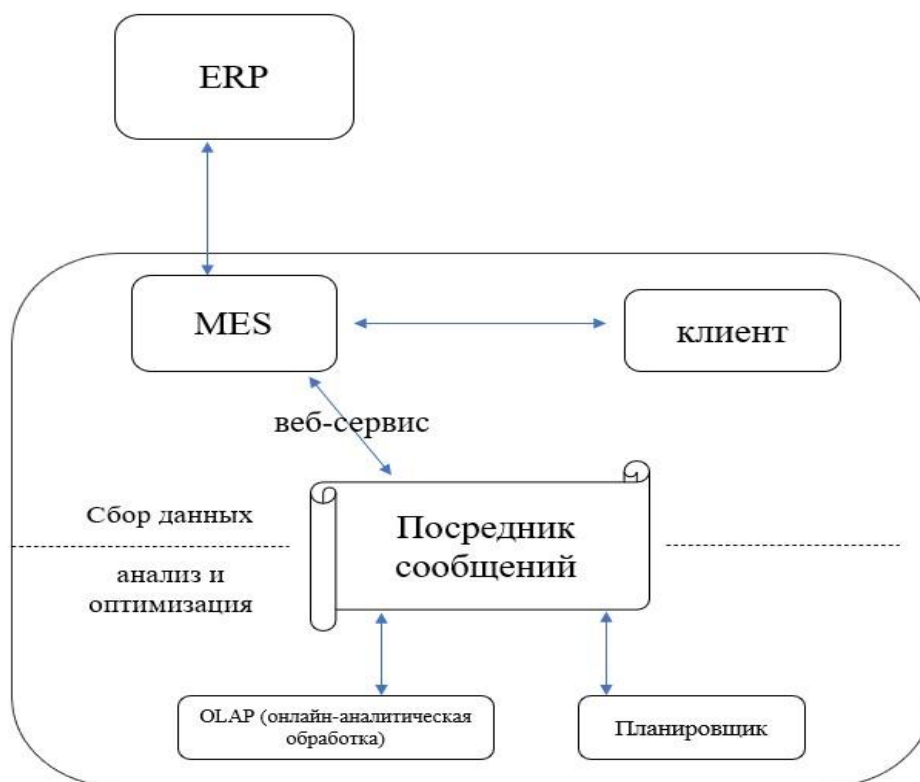 ERP
MES
клиент
веб-сервис
Сбор данных
Посредник
сообщений
анализ и
оптимизация
OLAP (онлайн-аналитическая
обработка)
Планировщик